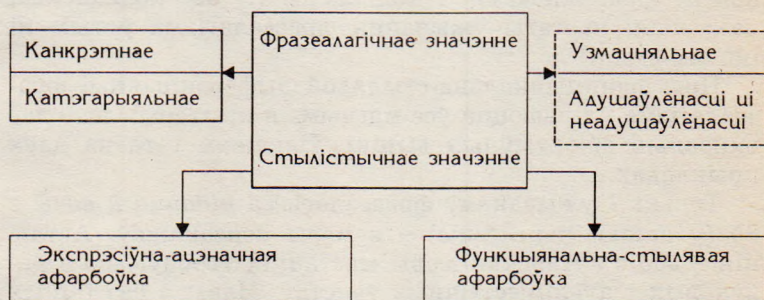 Канкрэтнае
Катэгарыяльнае
Фразеалагічнае значэнне
Стылістычнае значэнне
Узмацняльнае
Адушаўлёнасці ці
неадушаўлёнасці
Экспрэсіўна-ацэначная
афарбоўка
Функцыянальна-стылявая
афарбоўка